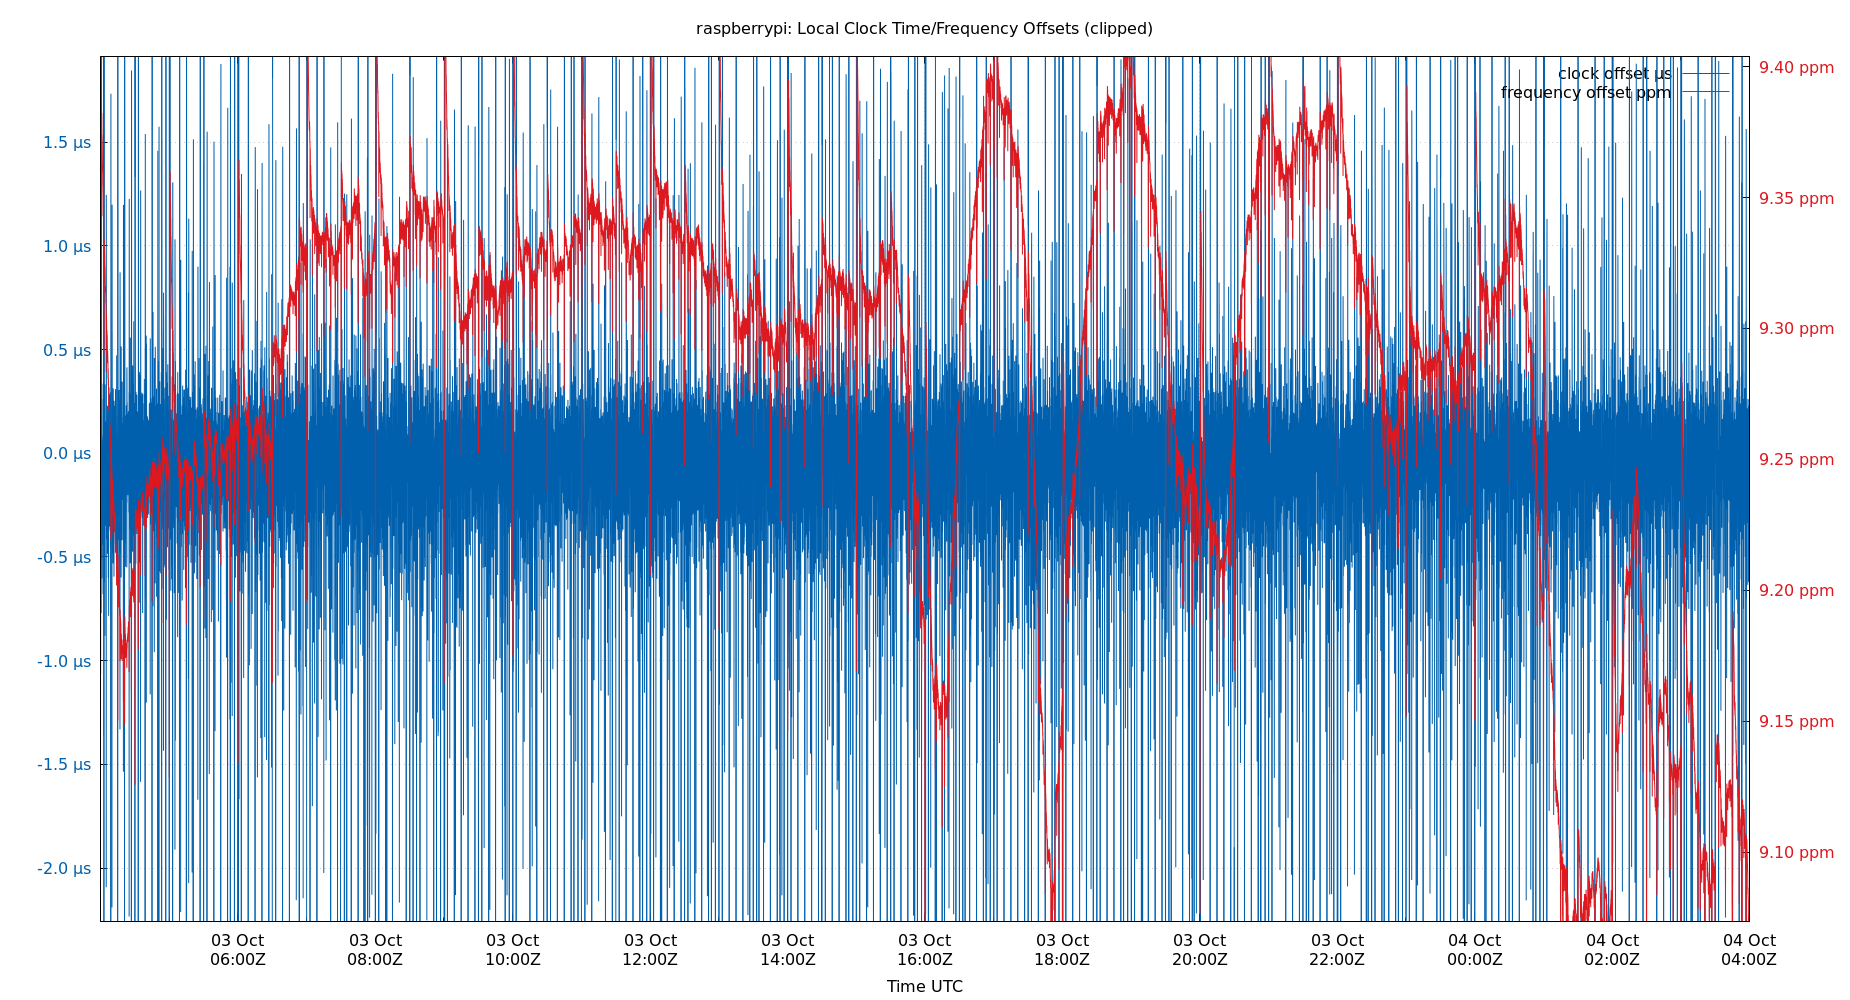 raspberrypi: Local Clock Time/Frequency Offsets (clipped)
clock offset µs
frequency offset ppm
1.5 µs
1.0 µs
0.5 µs
0.0 µs
-0.5 µs
-1.0 µs
-1.5 µs
-2.0 µs
9.40 ppm
9.35 ppm
9.30 ppm
9.25 ppm
9.20 ppm
9.15 ppm
9.10 ppm
03 Oct 03 Oct 03 Oct 03 Oct 03 Oct 03 Oct 03 Oct 03 Oct 03 Oct 04 Oct 04 Oct 04 Oct
06:00Z 08:00Z 10:00Z 12:00Z 14:00Z 16:00Z 18:00Z 20:00Z 22:00Z 00:00Z 02:00Z 04:00Z
Time UTC